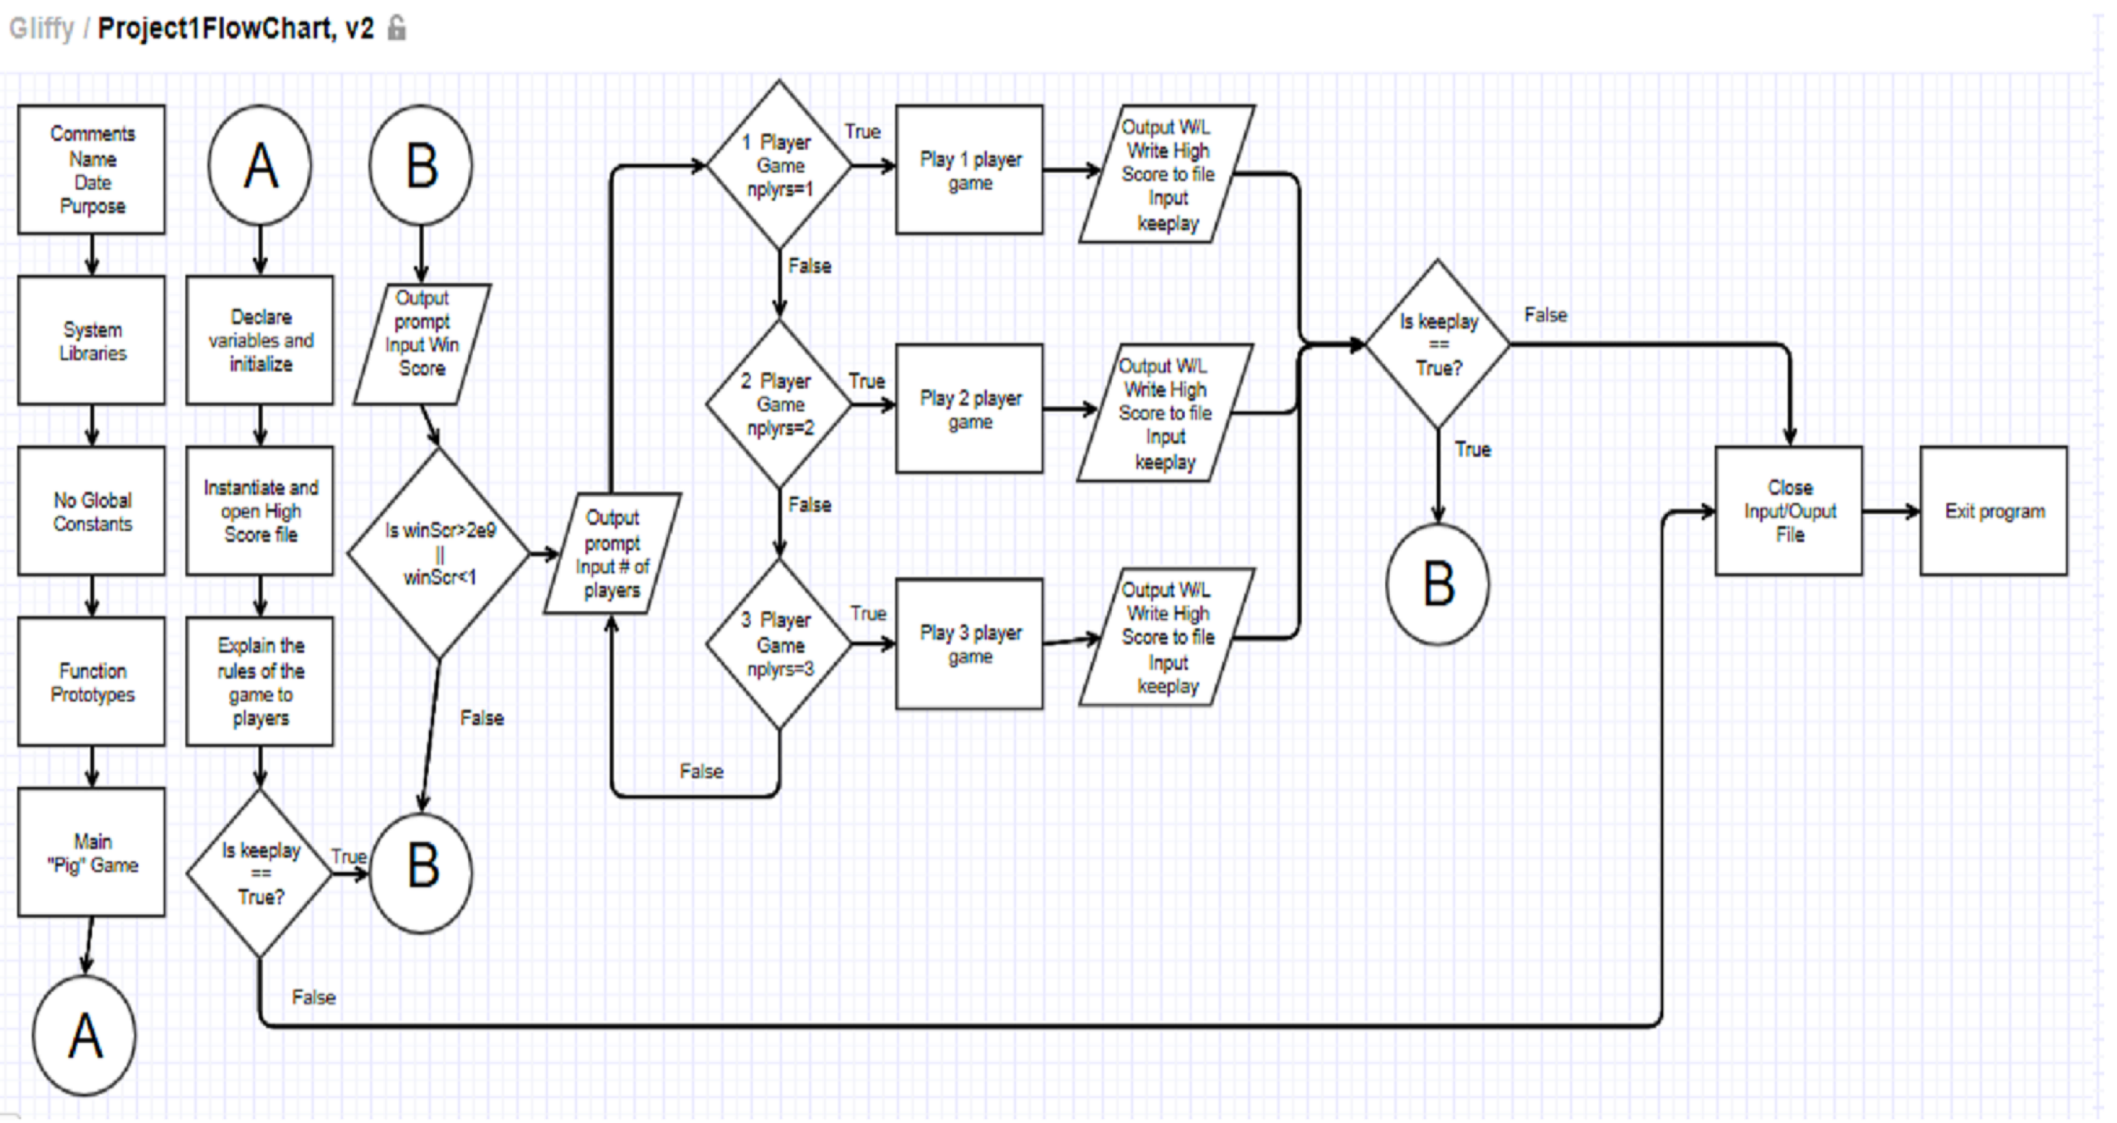 Gliffy / Project1FlowChart, v2
Comments
Name
Date
Purpose
System
Libraries
No Global
Constants
Function
Prototypes
Main
"Pig" Game
A
A
Declare
variables and
initialize
Instantiate and
open High
Score file
Explain the
rules of the
game to
players
Is keeplay
==
True?
True
False
B
B
Output
prompt
Input Win
Score
Is winScr>2e9
||
winScr<1
False
Output
prompt
Input # of
players
1 Player
Game
nplyrs=1
True
False
Play 1 player
game
Output W/L
Write High
Score to file
Input
keeplay
2 Player
Game
nplyrs=2
True
False
Play 2 player
game
Output W/L
Write High
Score to file
Input
keeplay
3 Player
Game
nplyrs=3
True
False
Play 3 player
game
Output W/L
Write High
Score to file
Input
keeplay
Is keeplay
==
True?
False
True
B
Close
Input/Ouput
File
Exit program